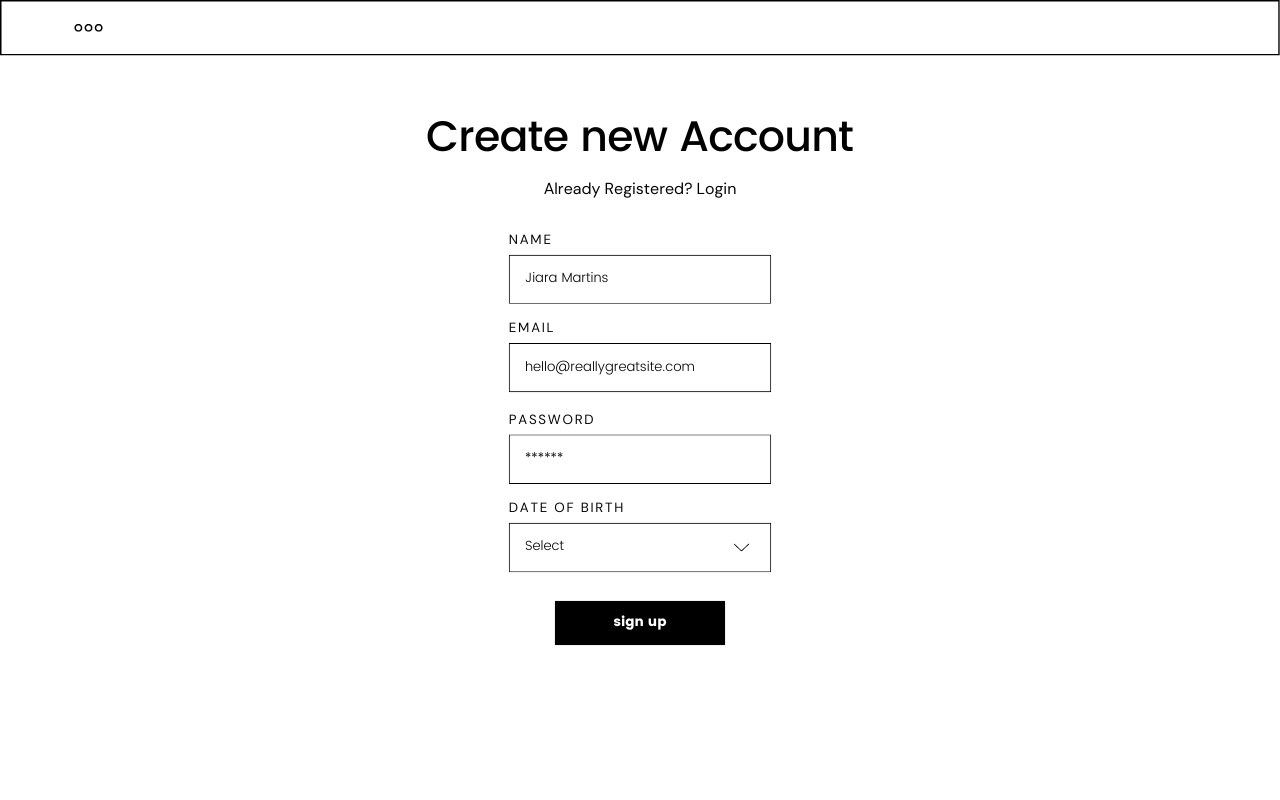 Create new Account
Already Registered? Login
NAME
Jiara Martins
EMAIL
hello@reallygreatsite.com
PASSWORD
******
DATE OF BIRTH
Select
sign up